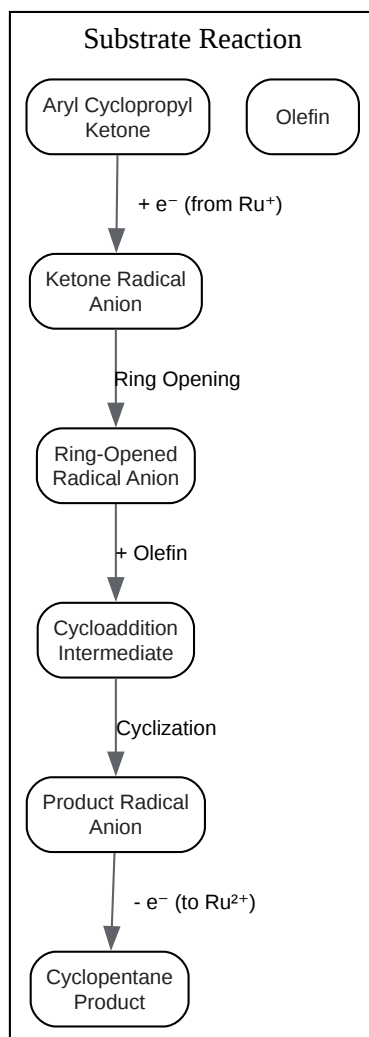 Substrate Reaction
Aryl Cyclopropyl
Ketone
Olefin
+ e⁻ (from Ru⁺)
Ketone Radical
Anion
Ring Opening
Ring-Opened
Radical Anion
+ Olefin
Cycloaddition
Intermediate
Cyclization
Product Radical
Anion
- e⁻ (to Ru²⁺)
Cyclopentane
Product